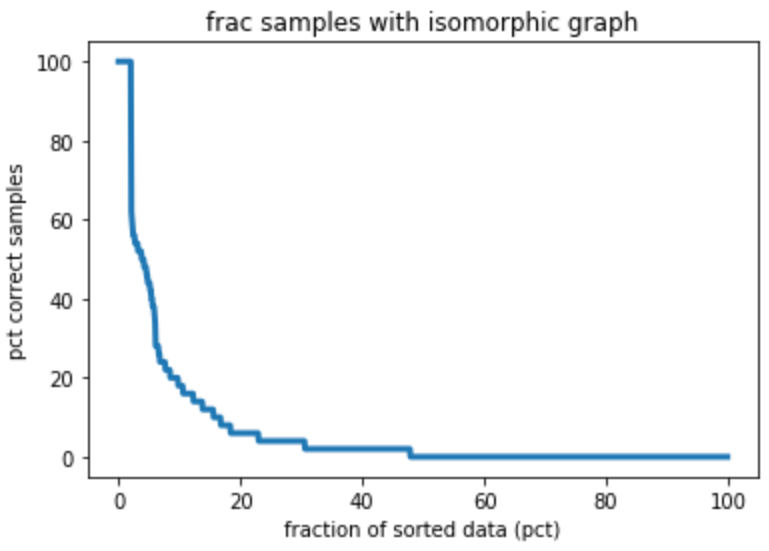 frac samples with isomorphic graph
100
80
60
40
20
0
pct correct samples
0 20 40 60 80 100
fraction of sorted data (pct)